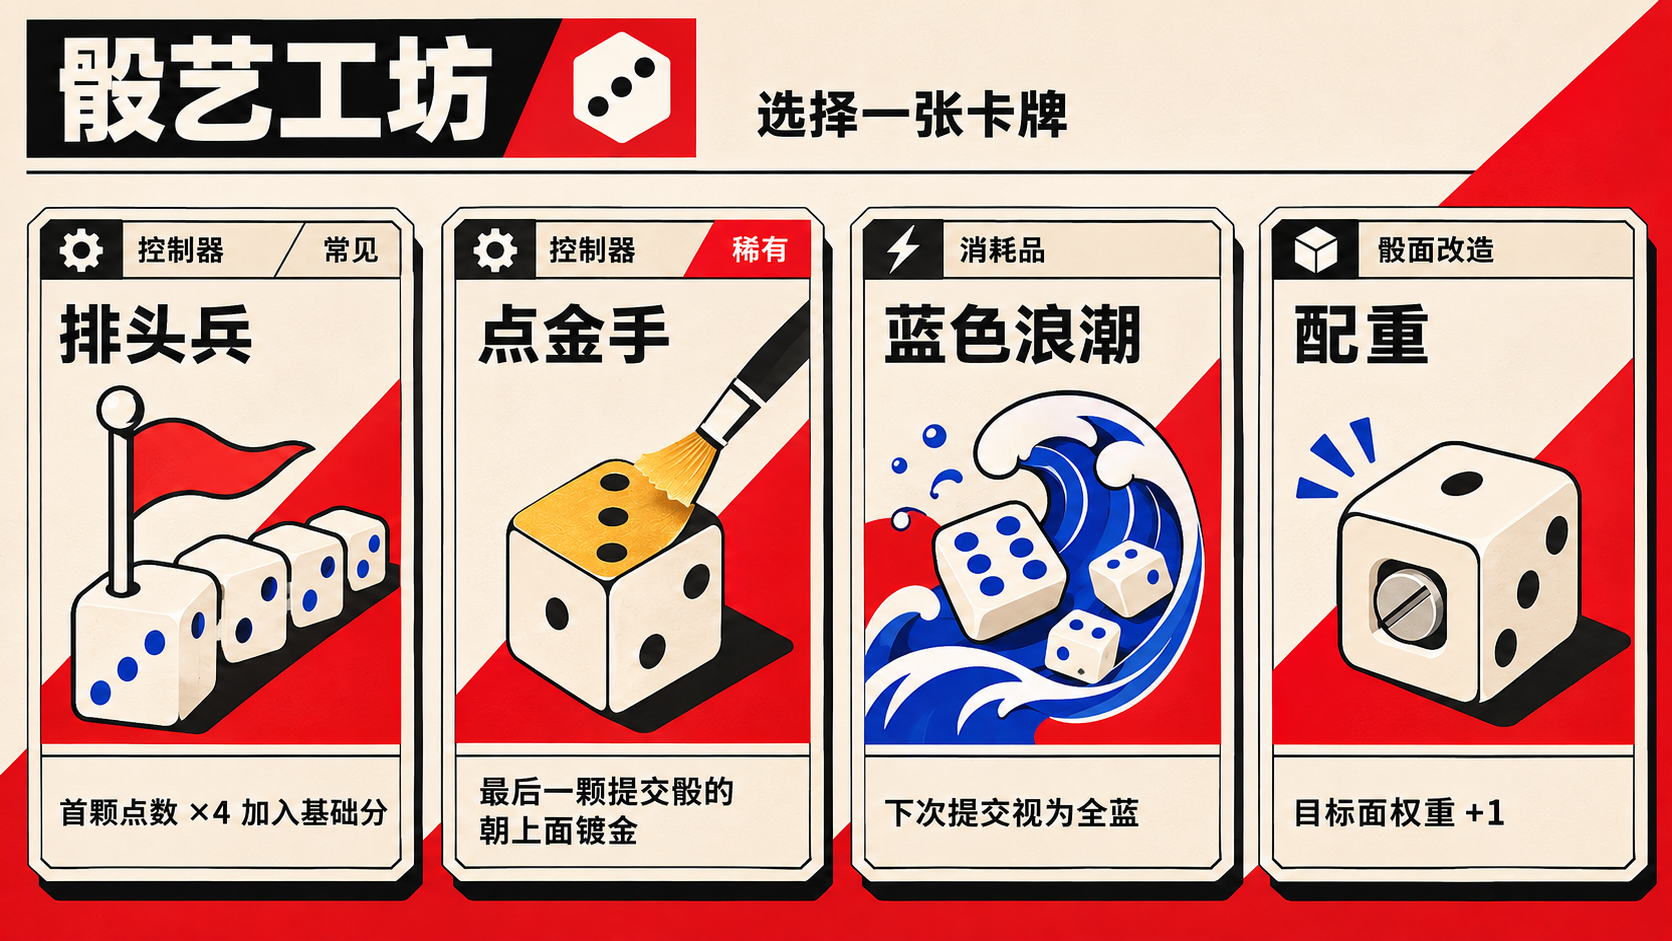 骰艺工坊
选择一张卡牌
控制器
常见
排头兵
首颗点数 ×4 加入基础分
控制器
稀有
点金手
最后一颗提交骰的
朝上面镀金
消耗品
蓝色浪潮
下次提交视为全蓝
骰面改造
配重
目标面权重 +1